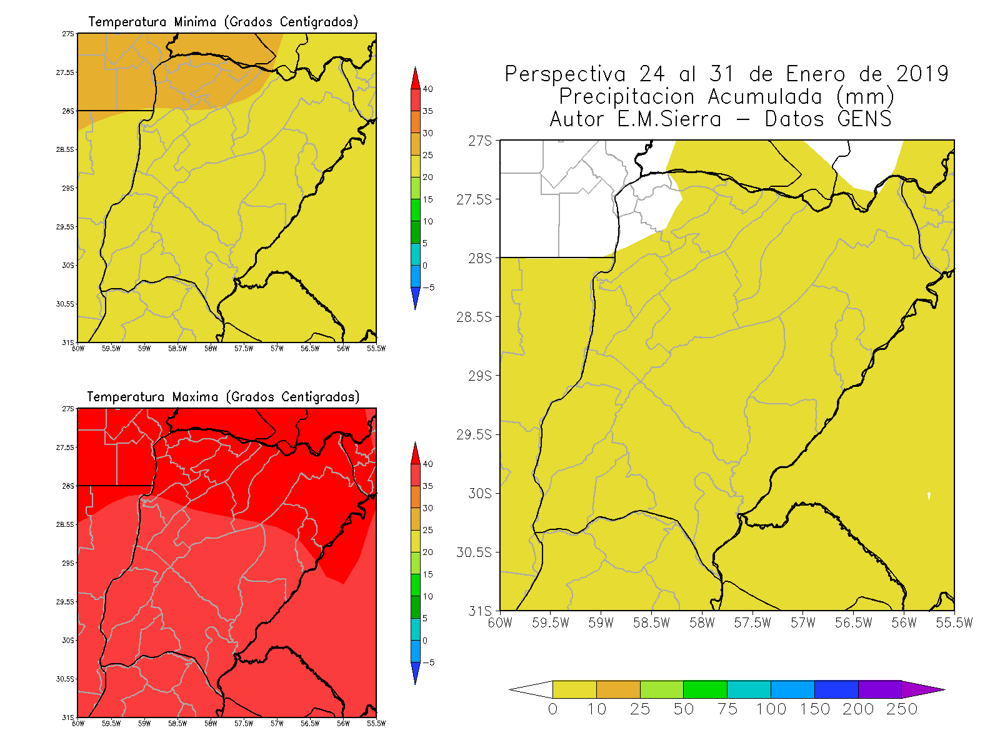 Temperatura Minima (Grados Centigrados)
27S
27.5S
28S
28.5S
29S
29.5S
30S
30.5S
31S
60W 59.5W 59W 58.5W 58W 57.5W 57W 56.5W 56W 55.5W
40
35
30
25
20
15
10
5
0
-5
Temperatura Maxima (Grados Centigradas)
27S
27.5S
28S
28.5S
29S
29.5S
30S
30.5S
31S
60W 59.5W 59W 58.5W 58W 57.5W 57W 56.5W 56W 55.5W
40
35
30
25
20
15
10
5
0
-5
Perspectiva 24 al 31 de Enero de 2019
Precipitacion Acumulada (mm)
Autor E.M.Sierra - Datos GENS
27S
27.5S
28S
28.5S
29S
29.5S
30S
30.5S
31S
60W 59.5W 59W 58.5W 58W 57.5W 57W 56.5W 56W 55.5W
0 10 25 50 75 100 150 200 250